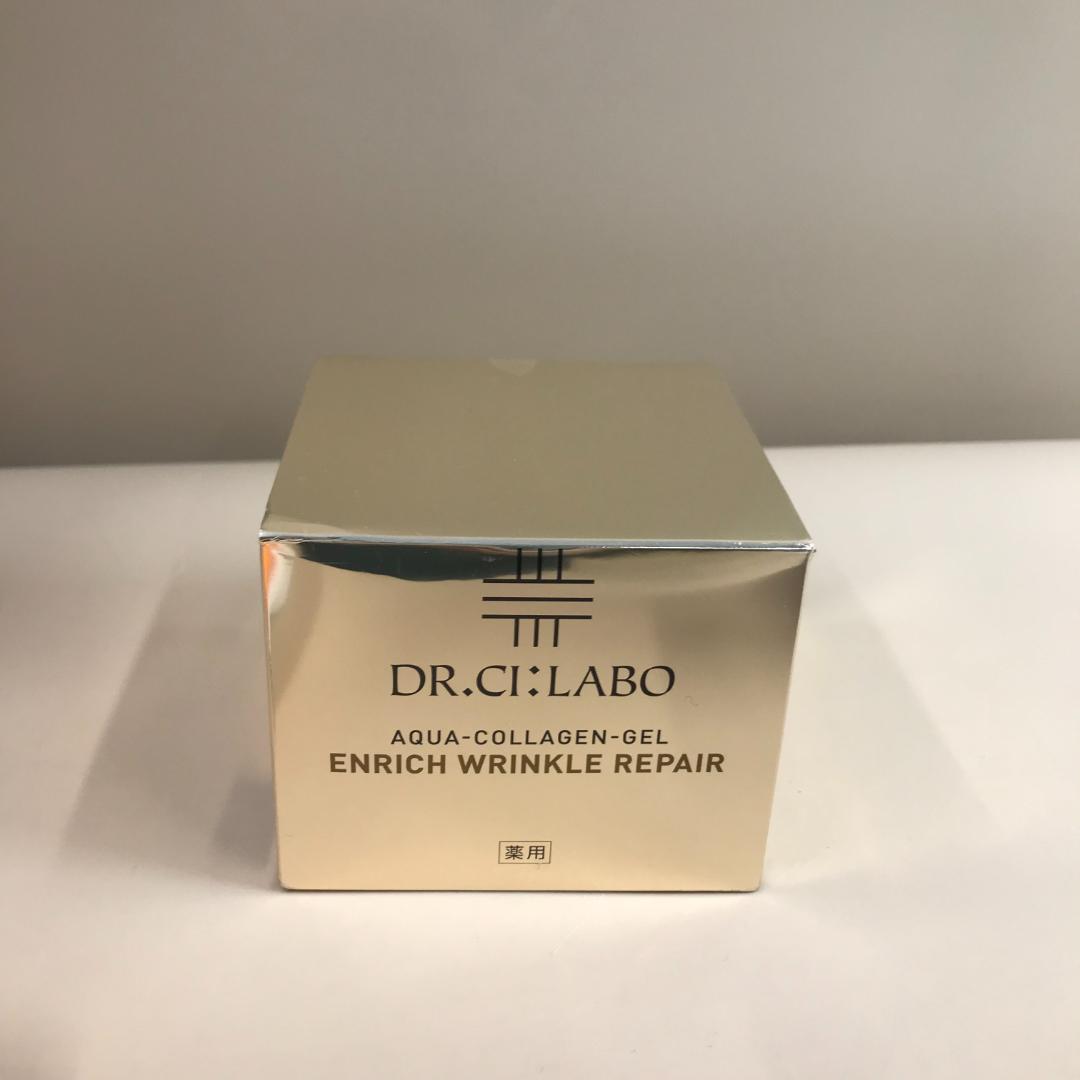 DR.CI:LABO
AQUA-COLLAGEN-GEL
ENRICH WRINKLE REPAIR
薬用